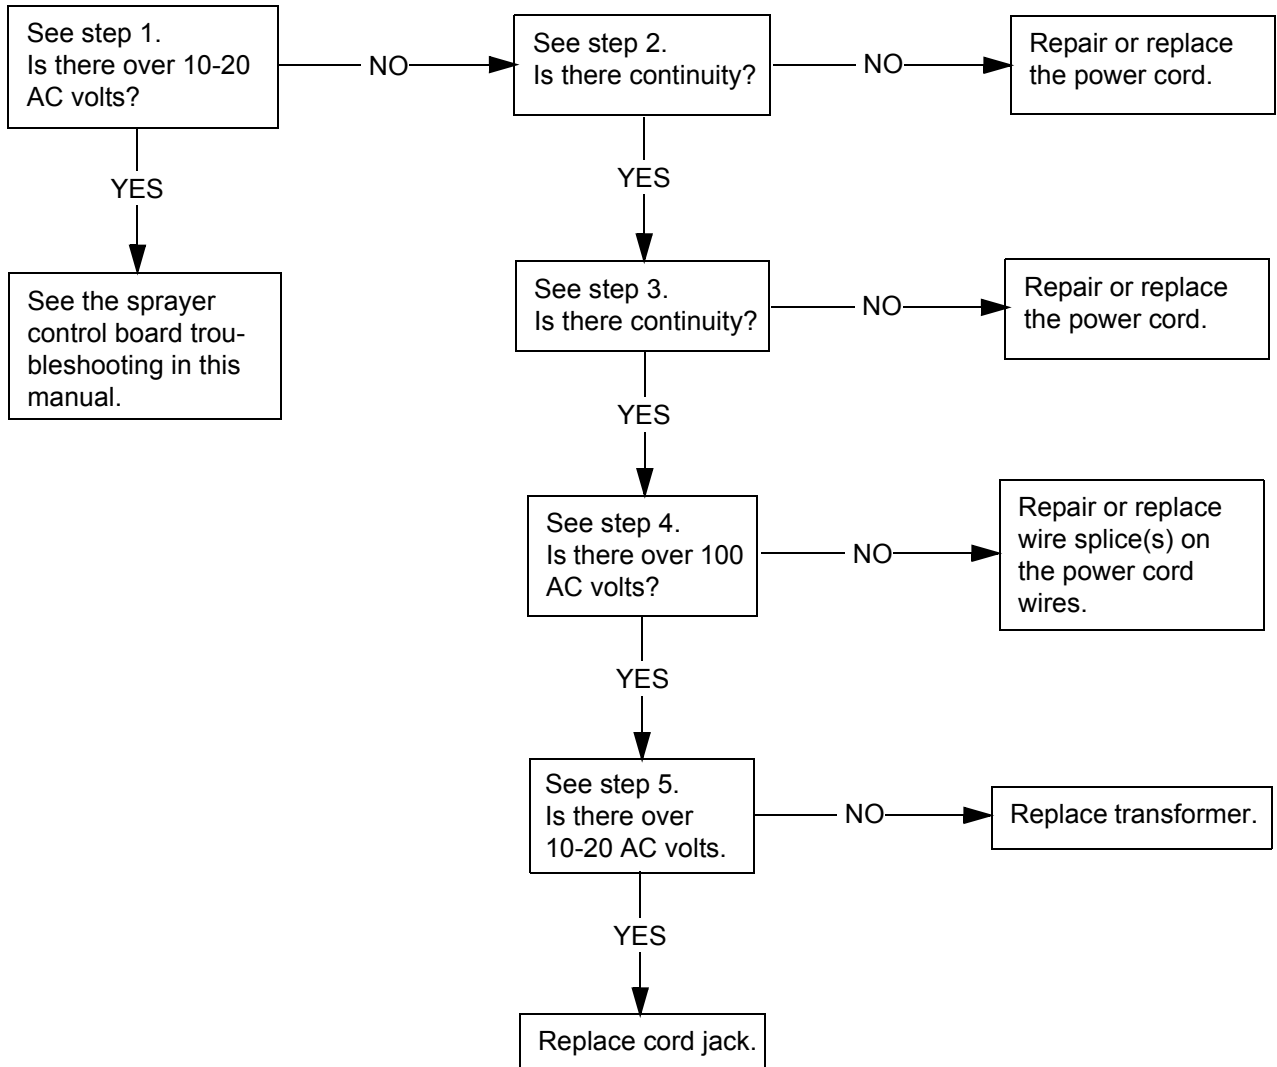 See step 1.
Is there over 10-20
AC volts?
NO
See step 2.
Is there continuity?
NO
Repair or replace
the power cord.
YES
YES
See the sprayer
control board trou-
bleshooting in this
manual.
See step 3.
Is there continuity?
NO
Repair or replace
the power cord.
YES
See step 4.
Is there over 100
AC volts?
NO
Repair or replace
wire splice(s) on
the power cord
wires.
YES
See step 5.
Is there over
10-20 AC volts.
NO
Replace transformer.
YES
Replace cord jack.